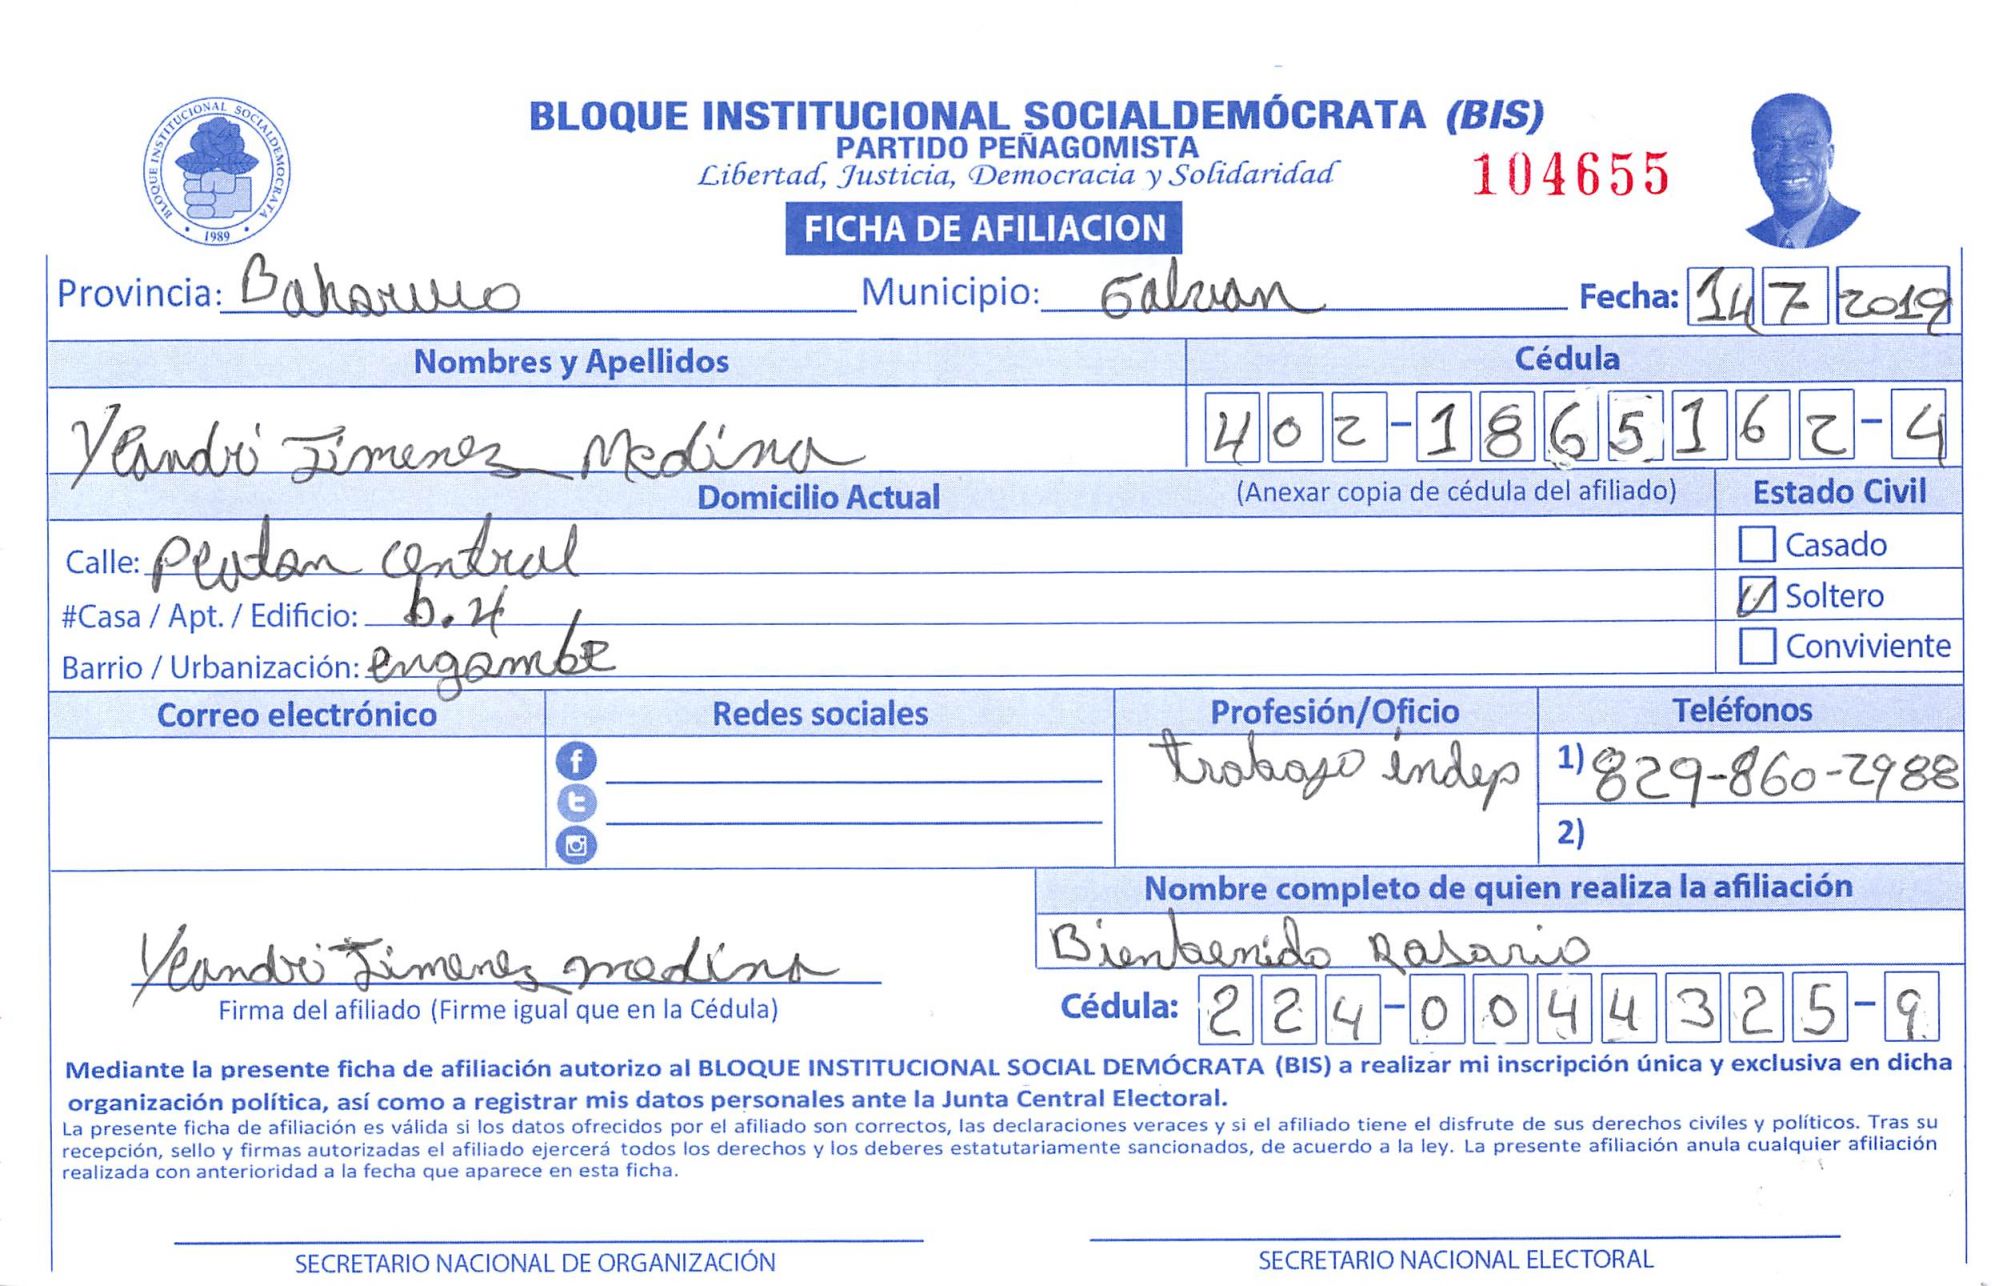 BLOQUE INSTITUCIONAL SOCIALDEMOCRATA
1989
BLOQUE INSTITUCIONAL SOCIALDEMÓCRATA (BIS)
PARTIDO PEÑAGOMISTA
Libertad, Justicia, Democracia y Solidaridad
104655
FICHA DE AFILIACION
Provincia: Bahoruco Municipio: Galvan Fecha: 14 7 2019
Nombres y Apellidos Cédula
Yeandri Jimenez Medina 402-1865162-4
Domicilio Actual (Anexar copia de cédula del afiliado) Estado Civil
Calle: Peatan central Casado
#Casa / Apt. / Edificio: b.4 Soltero
Barrio / Urbanización: engombe Conviviente
Correo electrónico Redes sociales Profesión/Oficio Teléfonos
trabajo indep 1) 829-860-2988
2)
Nombre completo de quien realiza la afiliación
Bienbenido Rasario
Yeandri Jimenez medina
Firma del afiliado (Firme igual que en la Cédula) Cédula: 224-0044325-9
Mediante la presente ficha de afiliación autorizo al BLOQUE INSTITUCIONAL SOCIAL DEMÓCRATA (BIS) a realizar mi inscripción única y exclusiva en dicha
organización política, así como a registrar mis datos personales ante la Junta Central Electoral.
La presente ficha de afiliación es válida si los datos ofrecidos por el afiliado son correctos, las declaraciones veraces y si el afiliado tiene el disfrute de sus derechos civiles y políticos. Tras su
recepción, sello y firmas autorizadas el afiliado ejercerá todos los derechos y los deberes estatutariamente sancionados, de acuerdo a la ley. La presente afiliación anula cualquier afiliación
realizada con anterioridad a la fecha que aparece en esta ficha.
SECRETARIO NACIONAL DE ORGANIZACIÓN SECRETARIO NACIONAL ELECTORAL